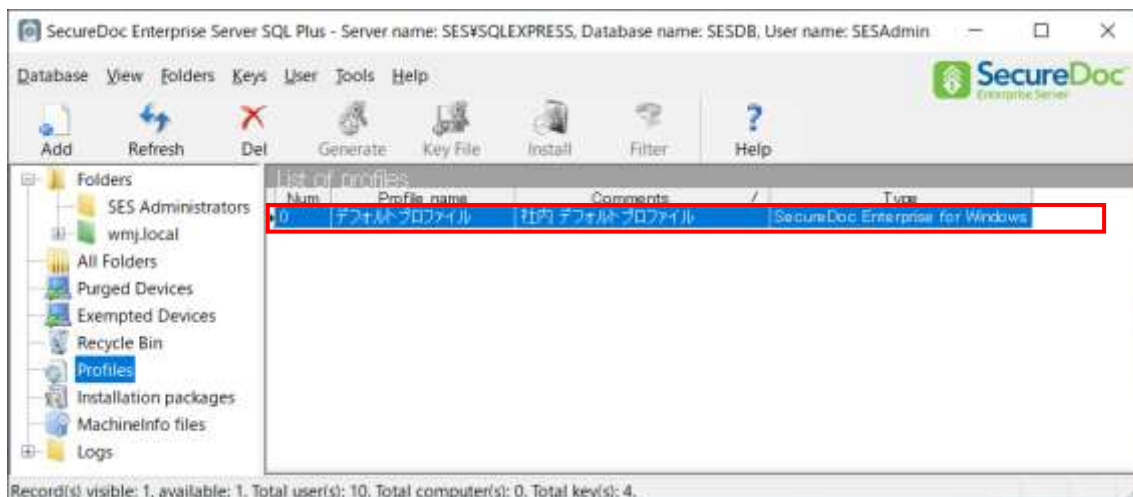 SecureDoc Enterprise Server SQL Plus - Server name: SES¥SQLEXPRESS, Database name: SESDB, User name: SESAdmin
Database View Folders Keys User Tools Help
SecureDoc
Enterprise Server
Add Refresh Del Generate Key File Install Filter Help
Folders
SES Administrators
wmj.local
All Folders
Purged Devices
Exempted Devices
Recycle Bin
Profiles
Installation packages
MachineInfo files
Logs
List of profiles
Num Profile name Comments / Type
0 デフォルトプロファイル 社内 デフォルトプロファイル SecureDoc Enterprise for Windows
Record(s) visible: 1, available: 1, Total user(s): 10, Total computer(s): 0, Total key(s): 4.